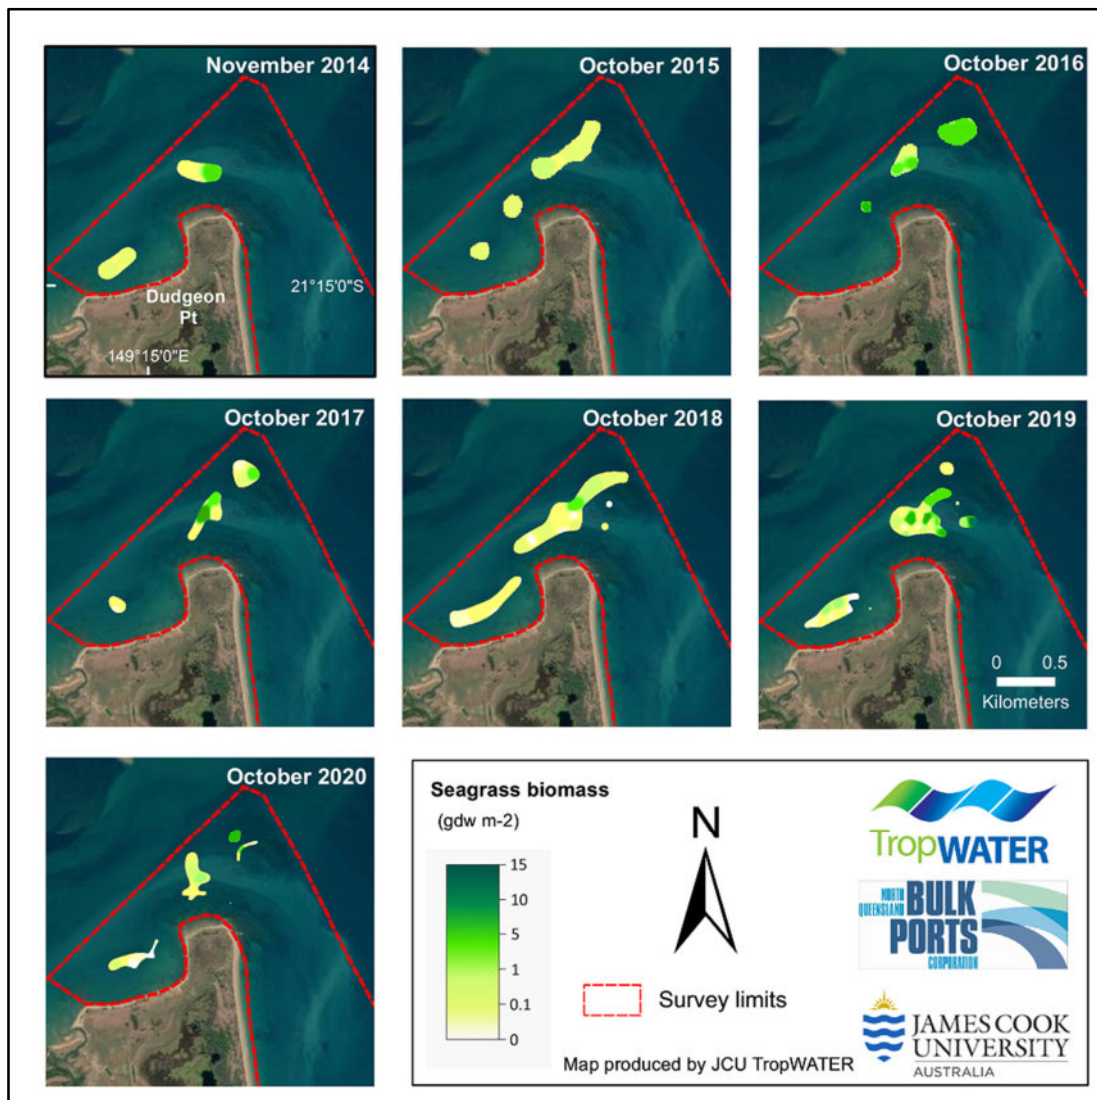 November 2014
October 2015
October 2016
21°15'0"S
Dudgeon
Pt
149°15'0"E
October 2017
October 2018
October 2019
0 0.5
Kilometers
October 2020
Seagrass biomass
(gdw m-2)
15
10
5
1
0.1
0
N
Survey limits
Map produced by JCU TropWATER
TropWATER
NORTH
QUEENSLAND
BULK
PORTS
CORPORATION
JAMES COOK
UNIVERSITY
AUSTRALIA